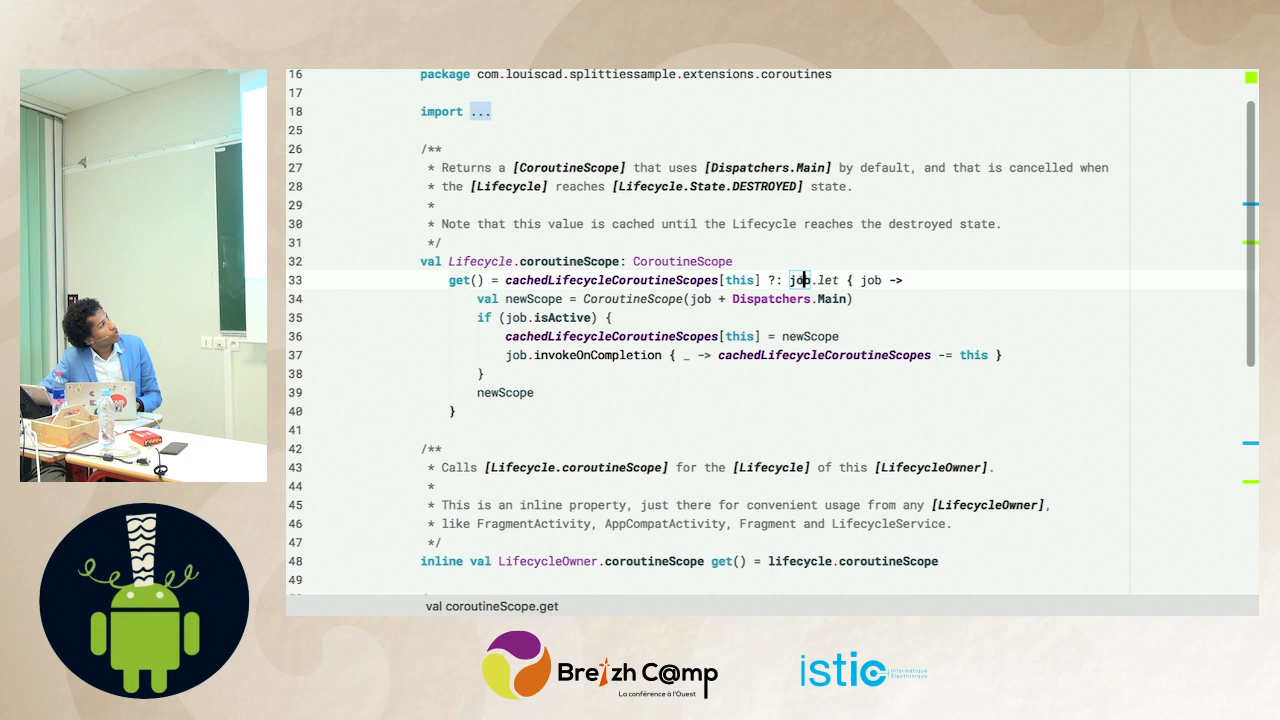 16 package com.louiscad.splittiessample.extensions.coroutines
17
18 import ...
25
26 /**
27 * Returns a [CoroutineScope] that uses [Dispatchers.Main] by default, and that is cancelled when
28 * the [Lifecycle] reaches [Lifecycle.State.DESTROYED] state.
29 *
30 * Note that this value is cached until the Lifecycle reaches the destroyed state.
31 */
32 val Lifecycle.coroutineScope: CoroutineScope
33 get() = cachedLifecycleCoroutineScopes[this] ?: job.let { job ->
34 val newScope = CoroutineScope(job + Dispatchers.Main)
35 if (job.isActive) {
36 cachedLifecycleCoroutineScopes[this] = newScope
37 job.invokeOnCompletion { _ -> cachedLifecycleCoroutineScopes -= this }
38 }
39 newScope
40 }
41
42 /**
43 * Calls [Lifecycle.coroutineScope] for the [Lifecycle] of this [LifecycleOwner].
44 *
45 * This is an inline property, just there for convenient usage from any [LifecycleOwner],
46 * like FragmentActivity, AppCompatActivity, Fragment and LifecycleService.
47 */
48 inline val LifecycleOwner.coroutineScope get() = lifecycle.coroutineScope
49
val coroutineScope.get
Breizh C@mp
La conférence à l'Ouest
istic
Informatique
Électronique